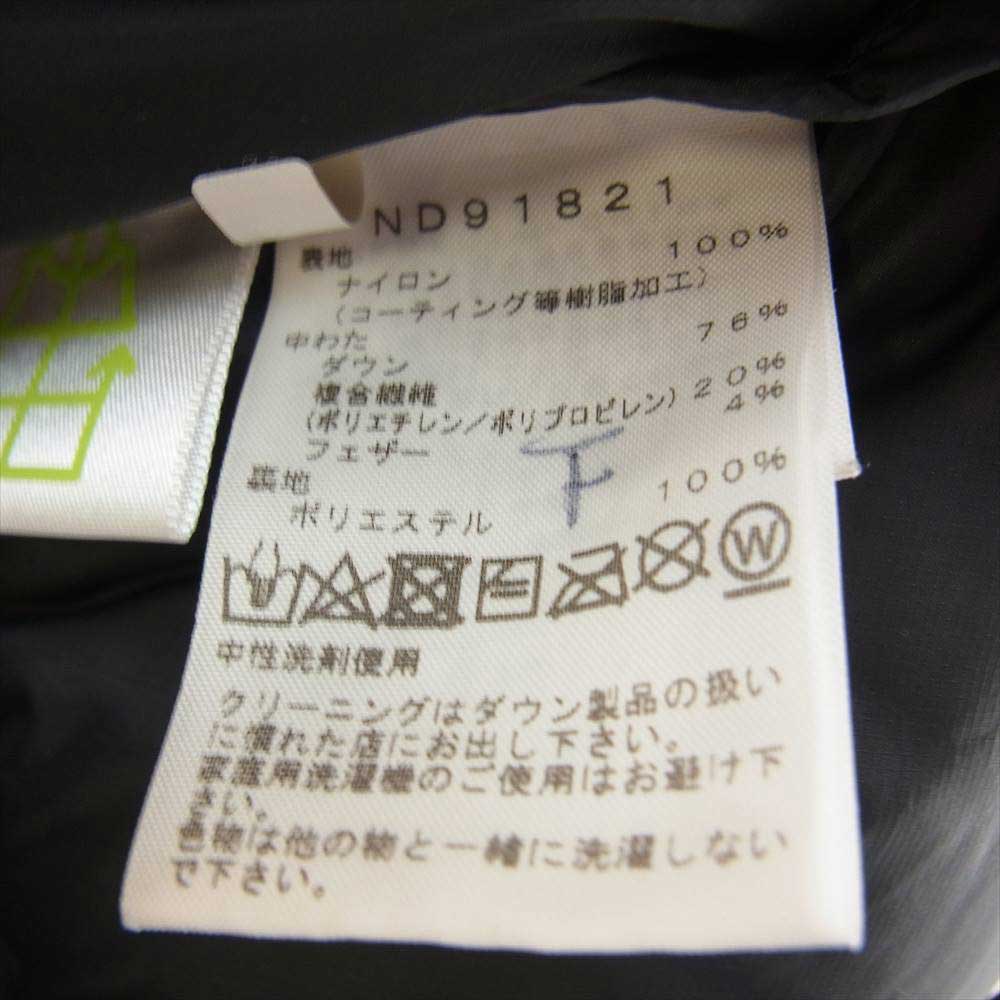 ND91821
表地 100%
ナイロン
(コーティング等樹脂加工)
中わた 76%
ダウン
複合繊維 20%
(ポリエチレン/ポリプロピレン) 4%
フェザー
F
裏地 100%
ポリエステル
W
中性洗剤使用
クリーニングはダウン製品の扱い
に慣れた店にお出し下さい。
家庭用洗濯機のご使用はお避け下
さい。
色物は他の物と一緒に洗濯しない
で下さい。